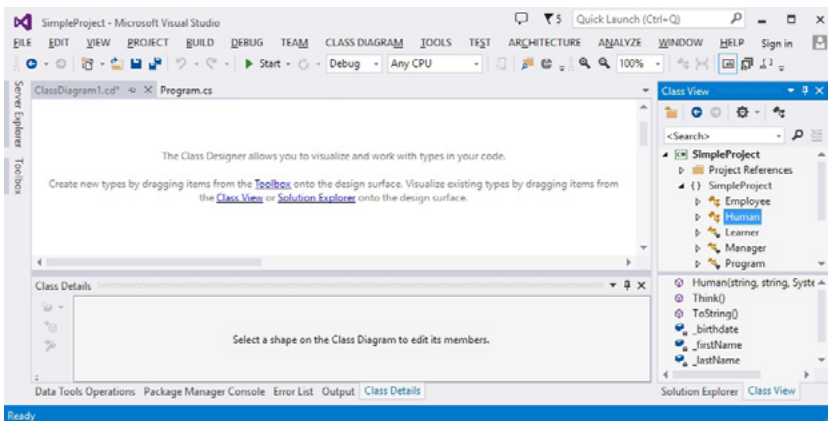 SimpleProject - Microsoft Visual Studio
5
Quick Launch (Ctrl+Q)
FILE EDIT VIEW PROJECT BUILD DEBUG TEAM CLASS DIAGRAM TOOLS TEST ARCHITECTURE ANALYZE WINDOW HELP Sign in
Start Debug Any CPU 100%
Server Explorer
Toolbox
ClassDiagram1.cd* Program.cs
The Class Designer allows you to visualize and work with types in your code.
Create new types by dragging items from the Toolbox onto the design surface. Visualize existing types by dragging items from
the Class View or Solution Explorer onto the design surface.
Class Details
Select a shape on the Class Diagram to edit its members.
Data Tools Operations Package Manager Console Error List Output Class Details
Class View
<Search>
SimpleProject
Project References
{} SimpleProject
Employee
Human
Learner
Manager
Program
Human(string, string, Syste
Think()
ToString()
_birthdate
_firstName
_lastName
Solution Explorer Class View
Ready